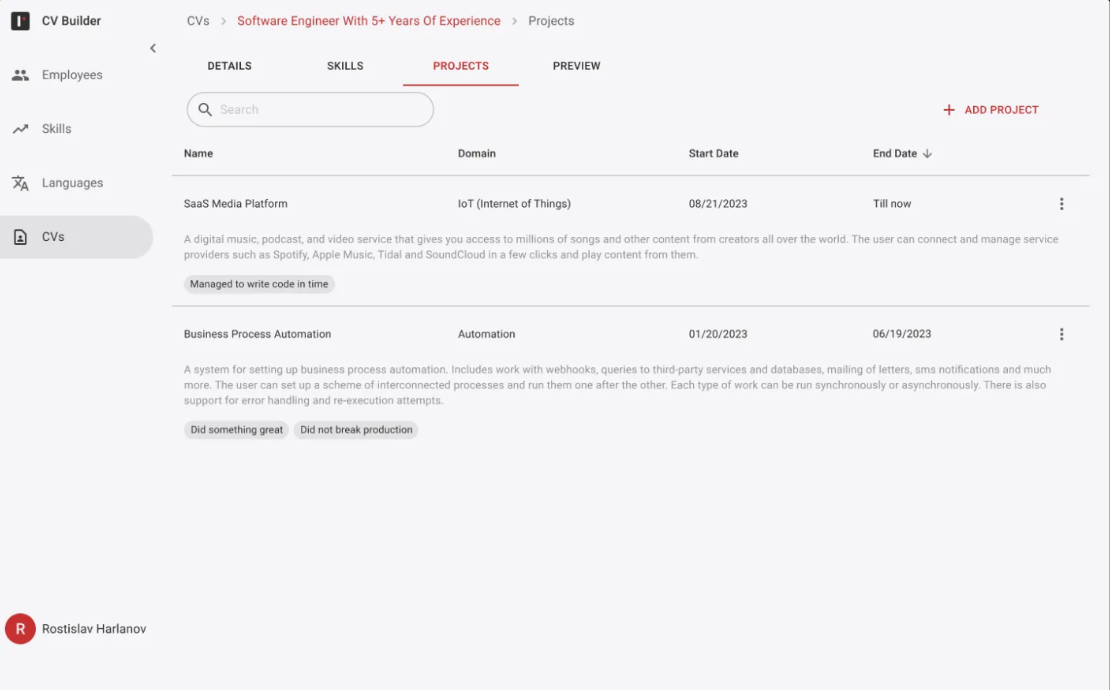 CV Builder
CVs > Software Engineer With 5+ Years Of Experience > Projects
Employees
Skills
Languages
CVs
DETAILS SKILLS PROJECTS PREVIEW
Search
+ ADD PROJECT
Name Domain Start Date End Date ↓
SaaS Media Platform IoT (Internet of Things) 08/21/2023 Till now
A digital music, podcast, and video service that gives you access to millions of songs and other content from creators all over the world. The user can connect and manage service
providers such as Spotify, Apple Music, Tidal and SoundCloud in a few clicks and play content from them.
Managed to write code in time
Business Process Automation Automation 01/20/2023 06/19/2023
A system for setting up business process automation. Includes work with webhooks, queries to third-party services and databases, mailing of letters, sms notifications and much
more. The user can set up a scheme of interconnected processes and run them one after the other. Each type of work can be run synchronously or asynchronously. There is also
support for error handling and re-execution attempts.
Did something great Did not break production
R Rostislav Harlanov